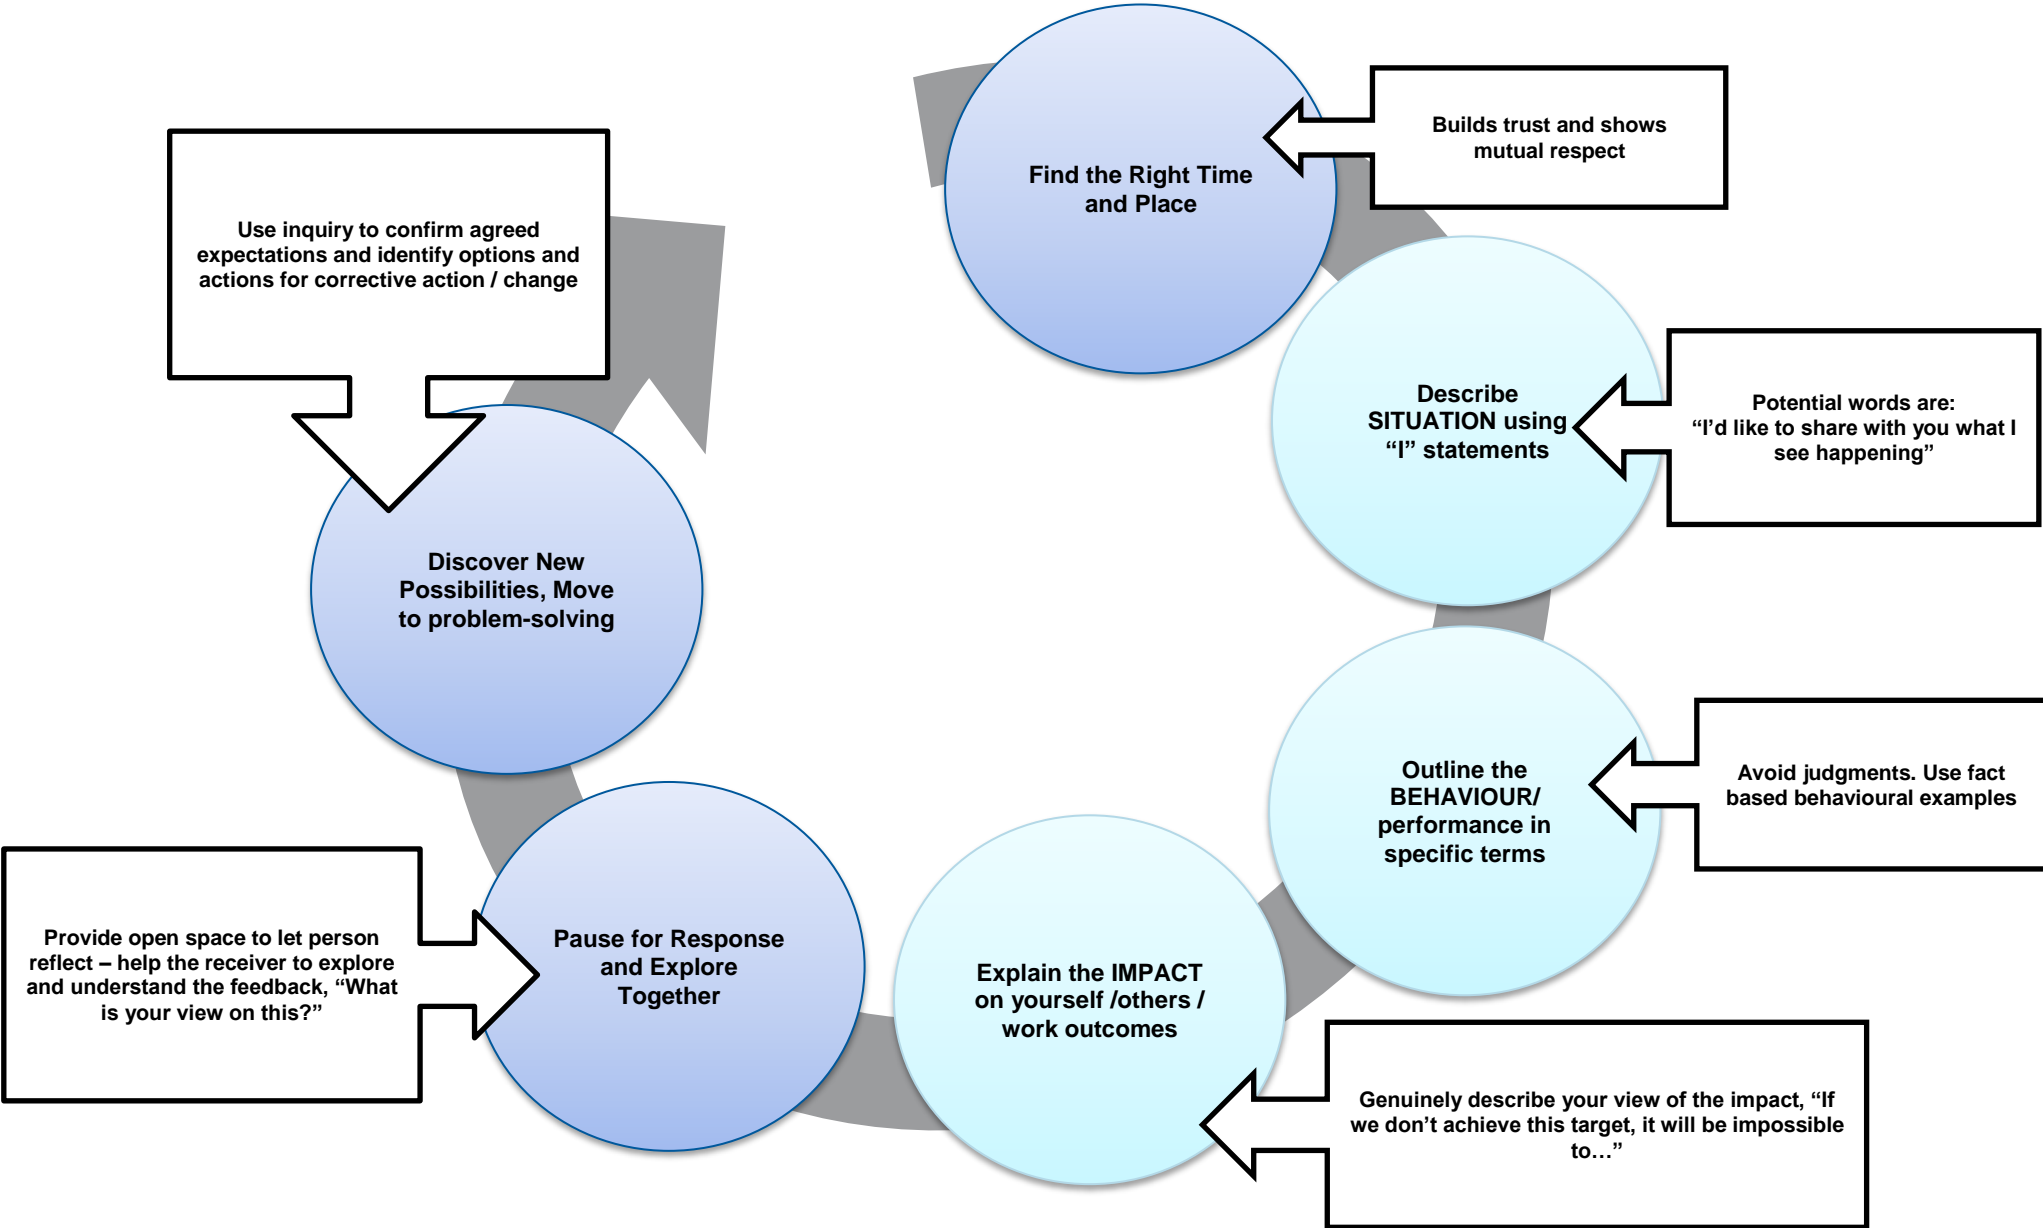 Find the Right Time
and Place
Builds trust and shows
mutual respect
Describe
SITUATION using
“I” statements
Potential words are:
“I’d like to share with you what I
see happening”
Outline the
BEHAVIOUR/
performance in
specific terms
Avoid judgments. Use fact
based behavioural examples
Explain the IMPACT
on yourself /others /
work outcomes
Genuinely describe your view of the impact, “If
we don’t achieve this target, it will be impossible
to…”
Pause for Response
and Explore
Together
Provide open space to let person
reflect – help the receiver to explore
and understand the feedback, “What
is your view on this?”
Discover New
Possibilities, Move
to problem-solving
Use inquiry to confirm agreed
expectations and identify options and
actions for corrective action / change